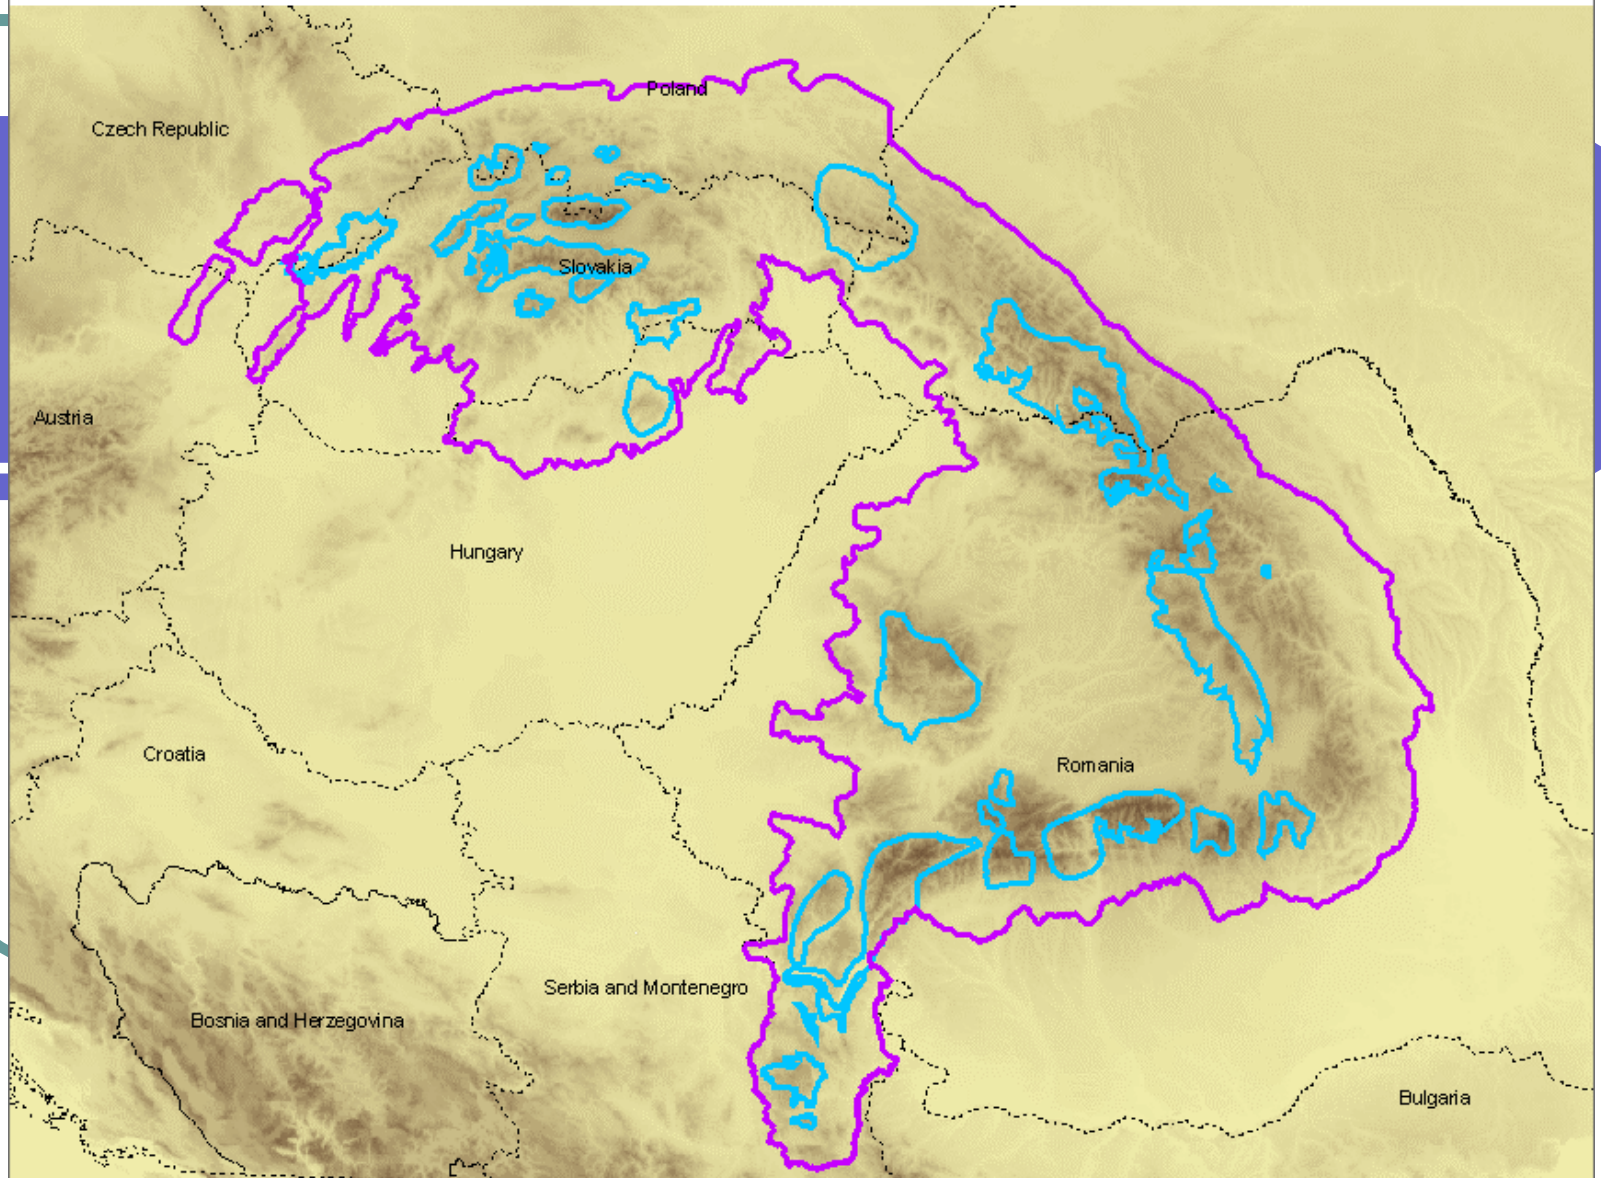 Poland
Czech Republic
Slovakia
Austria
Hungary
Croatia
Romania
Serbia and Montenegro
Bosnia and Herzegovina
Bulgaria